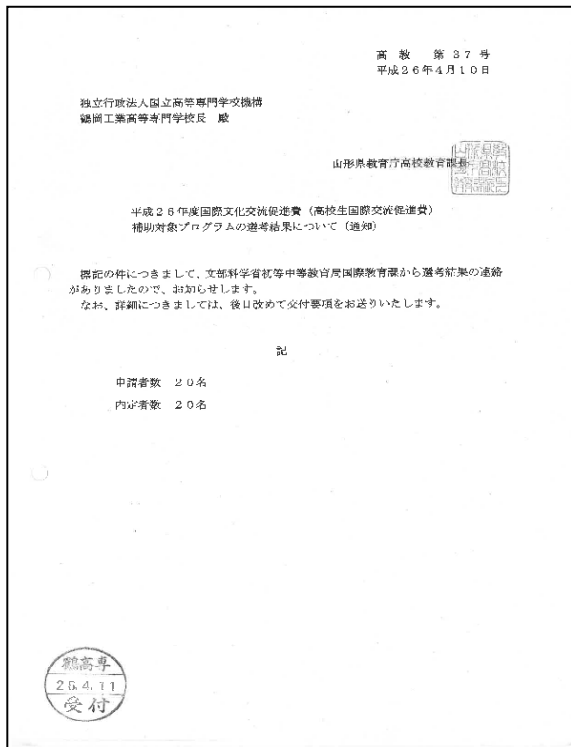 高教第37号
平成26年4月10日
独立行政法人国立高等専門学校機構
鶴岡工業高等専門学校長 殿
山形県教育庁高校教育課長
平成26年度国際文化交流促進費(高校生国際交流促進費)
補助対象プログラムの選考結果について(通知)
標記の件につきまして、文部科学省初等中等教育局国際教育課から選考結果の連絡
がありましたので、お知らせします。
なお、詳細につきましては、後日改めて交付要項をお送りいたします。
記
申請者数 20名
内定者数 20名
鶴高専
26.4.11
受付